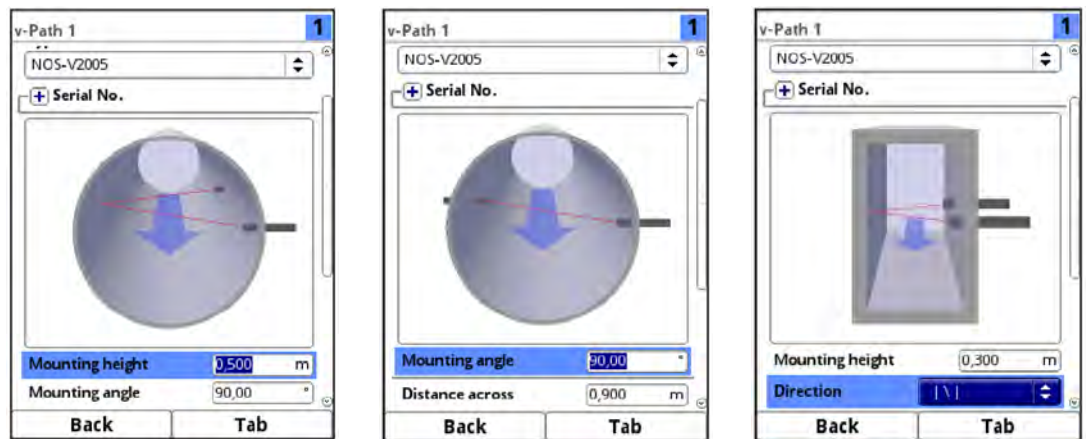 v-Path 1 1
NOS-V2005
+ Serial No.
Mounting height 0,500 m
Mounting angle 90,00 °
Back Tab
v-Path 1 1
NOS-V2005
+ Serial No.
Mounting angle 90,00 °
Distance across 0,900 m
Back Tab
v-Path 1 1
NOS-V2005
+ Serial No.
Mounting height 0,300 m
Direction |\|
Back Tab